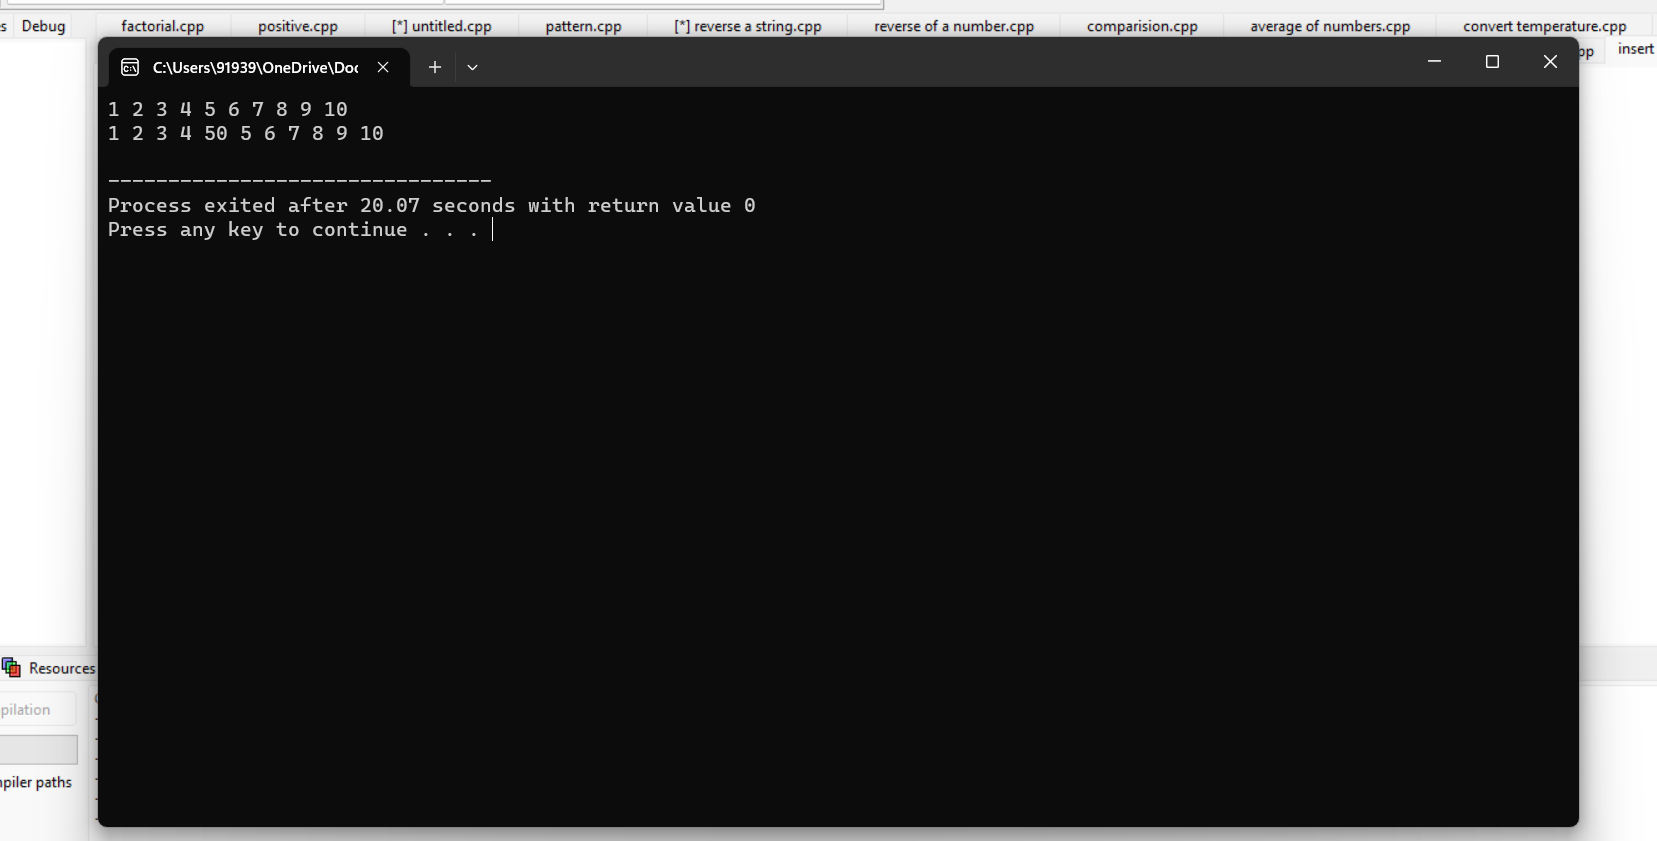 s Debug factorial.cpp positive.cpp [*] untitled.cpp pattern.cpp [*] reverse a string.cpp reverse of a number.cpp comparision.cpp average of numbers.cpp convert temperature.cpp
pp insert
C:\Users\91939\OneDrive\Doc
1 2 3 4 5 6 7 8 9 10
1 2 3 4 50 5 6 7 8 9 10
--------------------------------
Process exited after 20.07 seconds with return value 0
Press any key to continue . . .
Resources
pilation
piler paths